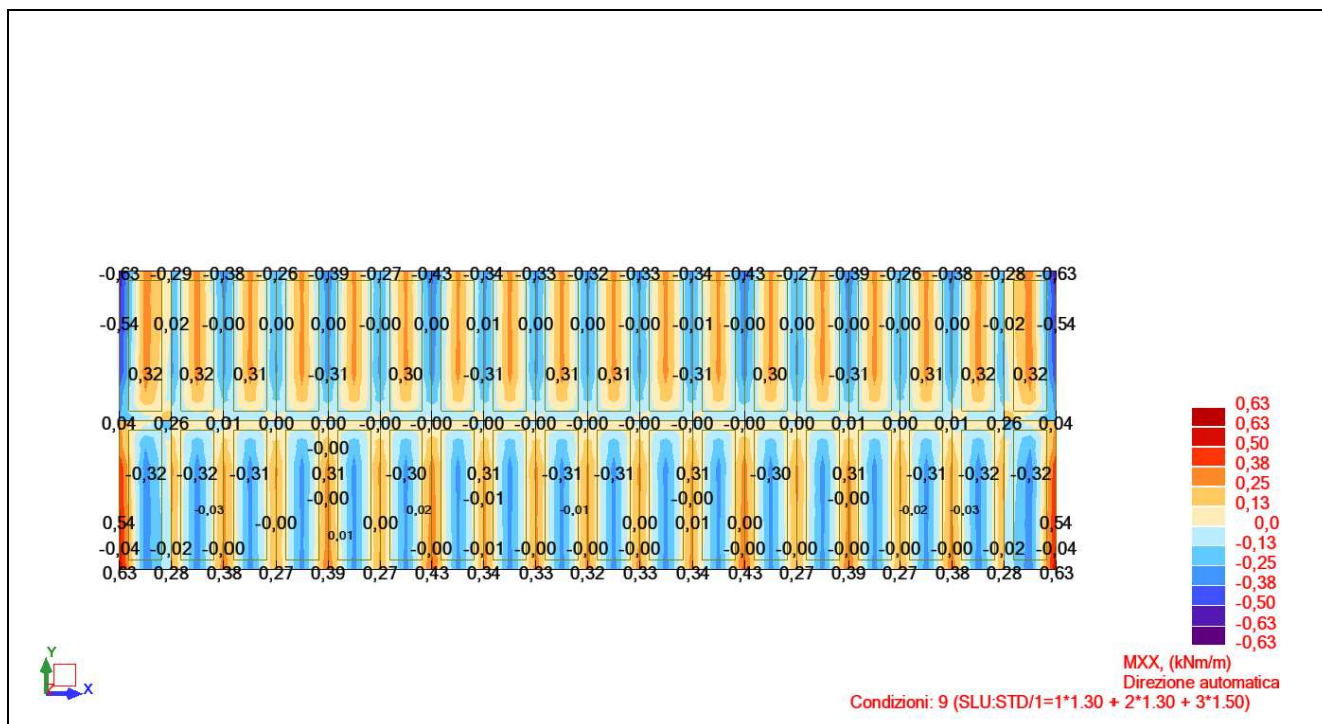 -0,63 -0,29 -0,38 -0,26 -0,39 -0,27 -0,43 -0,34 -0,33 -0,32 -0,33 -0,34 -0,43 -0,27 -0,39 -0,26 -0,38 -0,28 -0,63
-0,54 0,02 -0,00 0,00 0,00 -0,00 0,00 0,01 0,00 0,00 -0,00 -0,01 -0,00 0,00 -0,00 -0,00 0,00 -0,02 -0,54
0,32 0,32 0,31 -0,31 0,30 -0,31 0,31 0,31 -0,31 0,30 -0,31 0,31 0,32 0,32
0,04 0,26 0,01 0,00 0,00 -0,00 -0,00 -0,00 -0,00 -0,00 -0,00 -0,00 -0,00 0,00 0,01 0,00 0,01 0,26 0,04
-0,00
-0,32 -0,32 -0,31 0,31 -0,30 0,31 -0,31 -0,31 0,31 -0,30 0,31 -0,31 -0,32 -0,32
-0,00 -0,01 -0,00 -0,00
-0,03 0,02 -0,01 -0,02 -0,03
0,54 -0,00 0,00 0,00 0,01 0,00 0,54
0,01
-0,04 -0,02 -0,00 -0,00 -0,01 -0,00 -0,00 -0,00 -0,00 -0,00 -0,00 -0,00 -0,00 -0,02 -0,04
0,63 0,28 0,38 0,27 0,39 0,27 0,43 0,34 0,33 0,32 0,33 0,34 0,43 0,27 0,39 0,27 0,38 0,28 0,63
0,63
0,63
0,50
0,38
0,25
0,13
0,0
-0,13
-0,25
-0,38
-0,50
-0,63
-0,63
MXX, (kNm/m)
Direzione automatica
Condizioni: 9 (SLU:STD/1=1*1.30 + 2*1.30 + 3*1.50)
Y
Z
X